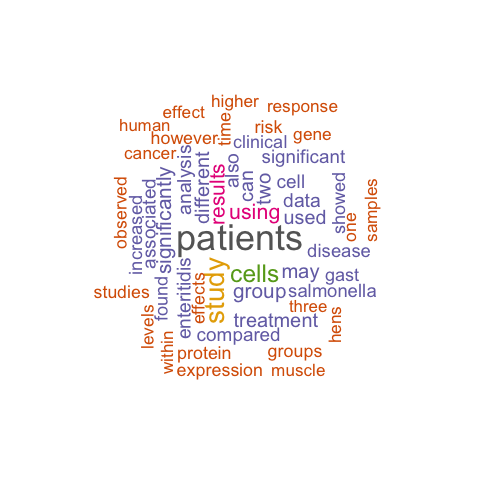 higher
response
effect
time
human
risk
gene
however
clinical
cancer
analysis
also
significant
different
results
can
two
cell
data
showed
one
samples
observed
increased
associated
significantly
using
used
patients
disease
study
cells
may
gast
found
enteritidis
effects
group
salmonella
studies
levels
three
treatment
hens
compared
within
protein
groups
expression
muscle